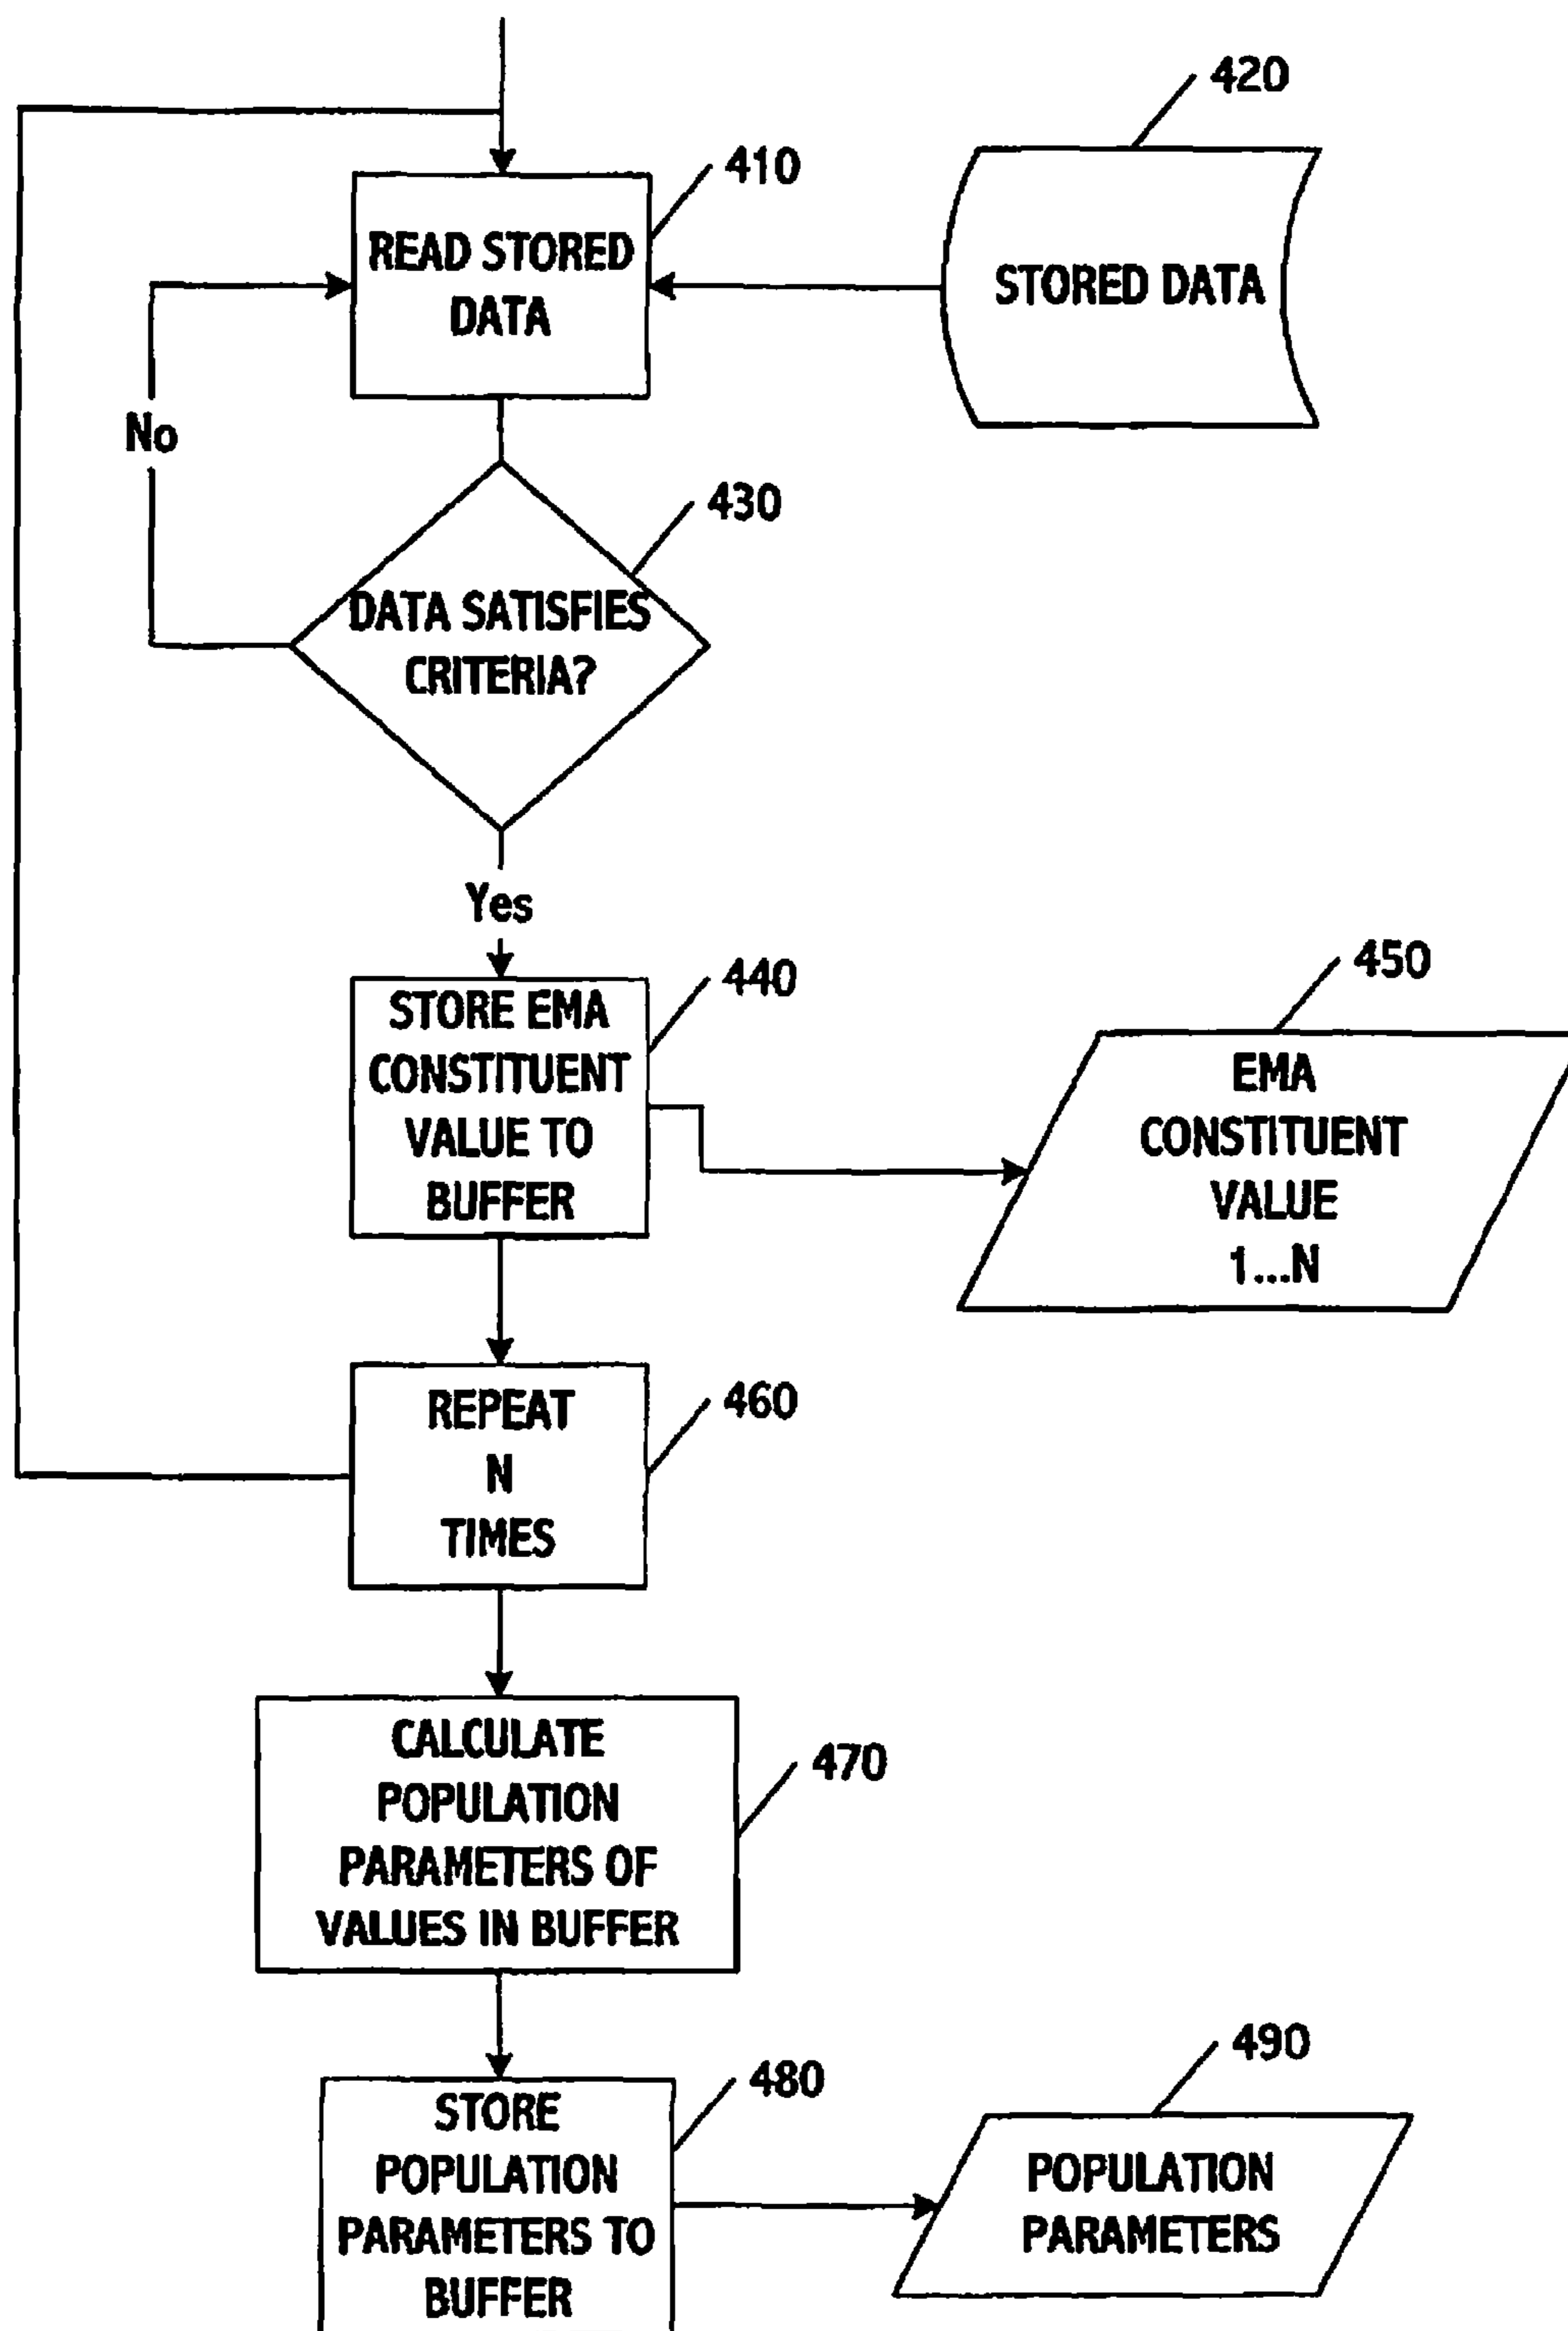 420
410
READ STORED
DATA
STORED DATA
No
430
DATA SATISFIES
CRITERIA?
Yes
440
STORE EMA
CONSTITUENT
VALUE TO
BUFFER
450
EMA
CONSTITUENT
VALUE
1...N
460
REPEAT
N
TIMES
470
CALCULATE
POPULATION
PARAMETERS OF
VALUES IN BUFFER
480
STORE
POPULATION
PARAMETERS TO
BUFFER
490
POPULATION
PARAMETERS